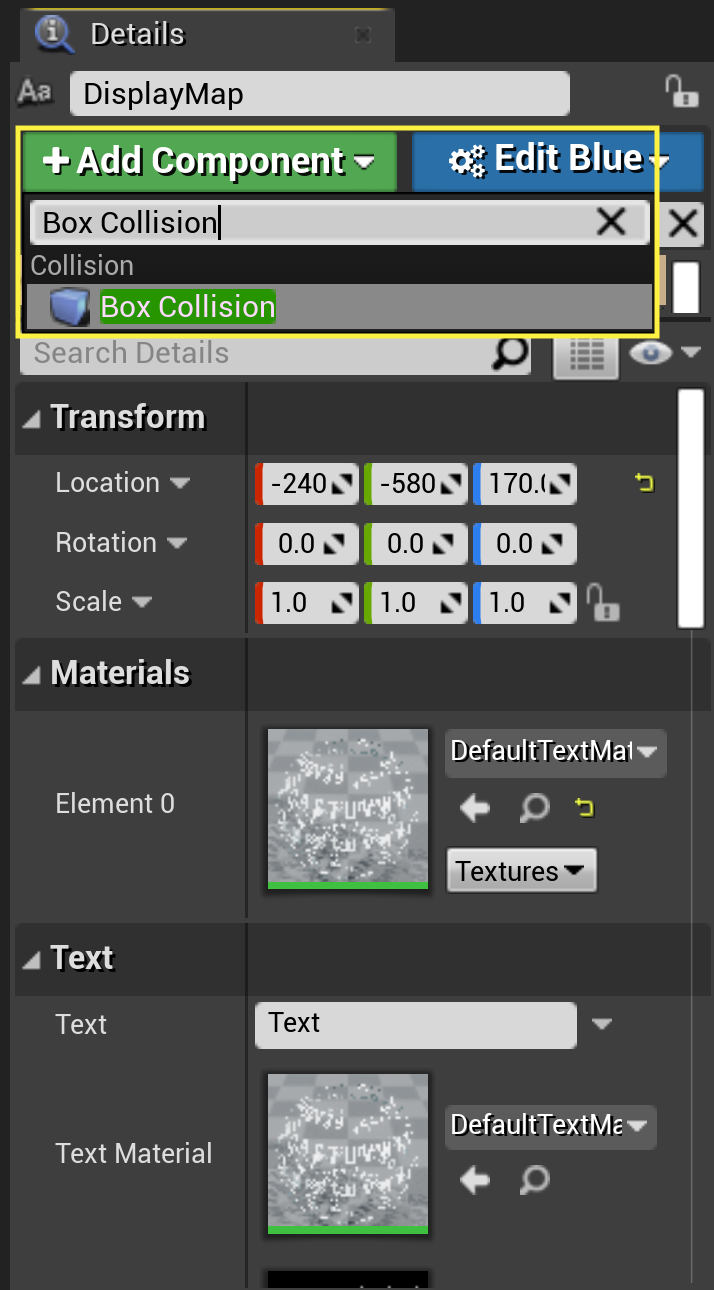 Details
Aa DisplayMap
+ Add Component Edit Blue
Box Collision
Collision
Box Collision
Search Details
Transform
Location -240 -580 170.
Rotation 0.0 0.0 0.0
Scale 1.0 1.0 1.0
Materials
DefaultTextMat
Element 0
Textures
Text
Text Text
DefaultTextMa
Text Material